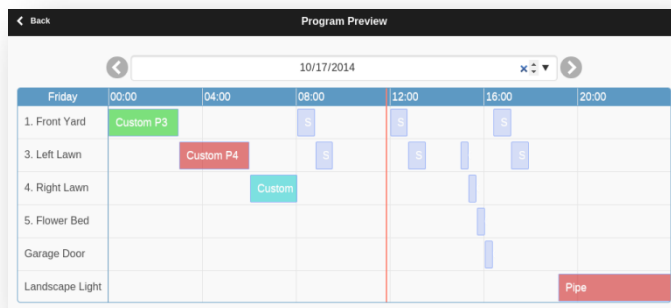 Back
Program Preview
10/17/2014
Friday 00:00 04:00 08:00 12:00 16:00 20:00
1. Front Yard Custom P3 S S S
3. Left Lawn Custom P4 S S S
4. Right Lawn Custom
5. Flower Bed
Garage Door
Landscape Light Pipe